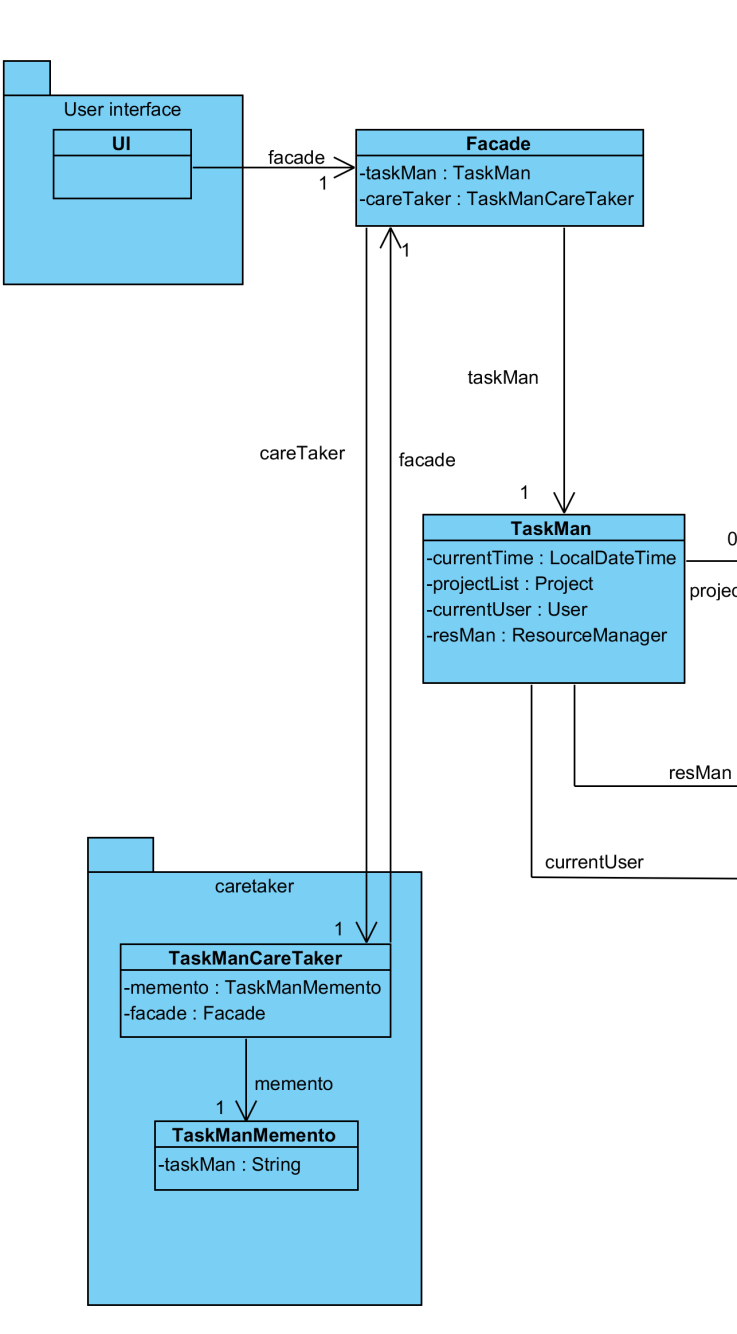 User interface
UI
facade
1
Facade
-taskMan : TaskMan
-careTaker : TaskManCareTaker
1
taskMan
careTaker
facade
1
TaskMan
-currentTime : LocalDateTime
-projectList : Project
-currentUser : User
-resMan : ResourceManager
0
projec
resMan
currentUser
caretaker
1
TaskManCareTaker
-memento : TaskManMemento
-facade : Facade
memento
1
TaskManMemento
-taskMan : String